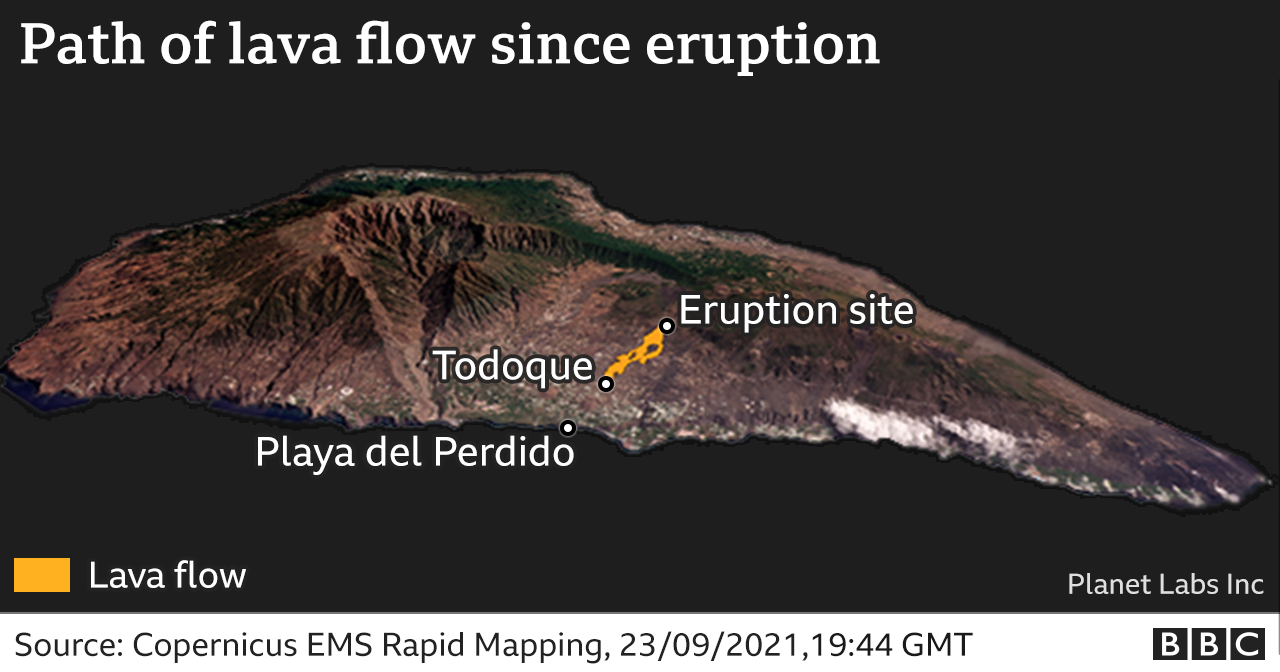 Path of lava flow since eruption
Eruption site
Todoque
Playa del Perdido
Lava flow
Planet Labs Inc
Source: Copernicus EMS Rapid Mapping, 23/09/2021,19:44 GMT
BBC